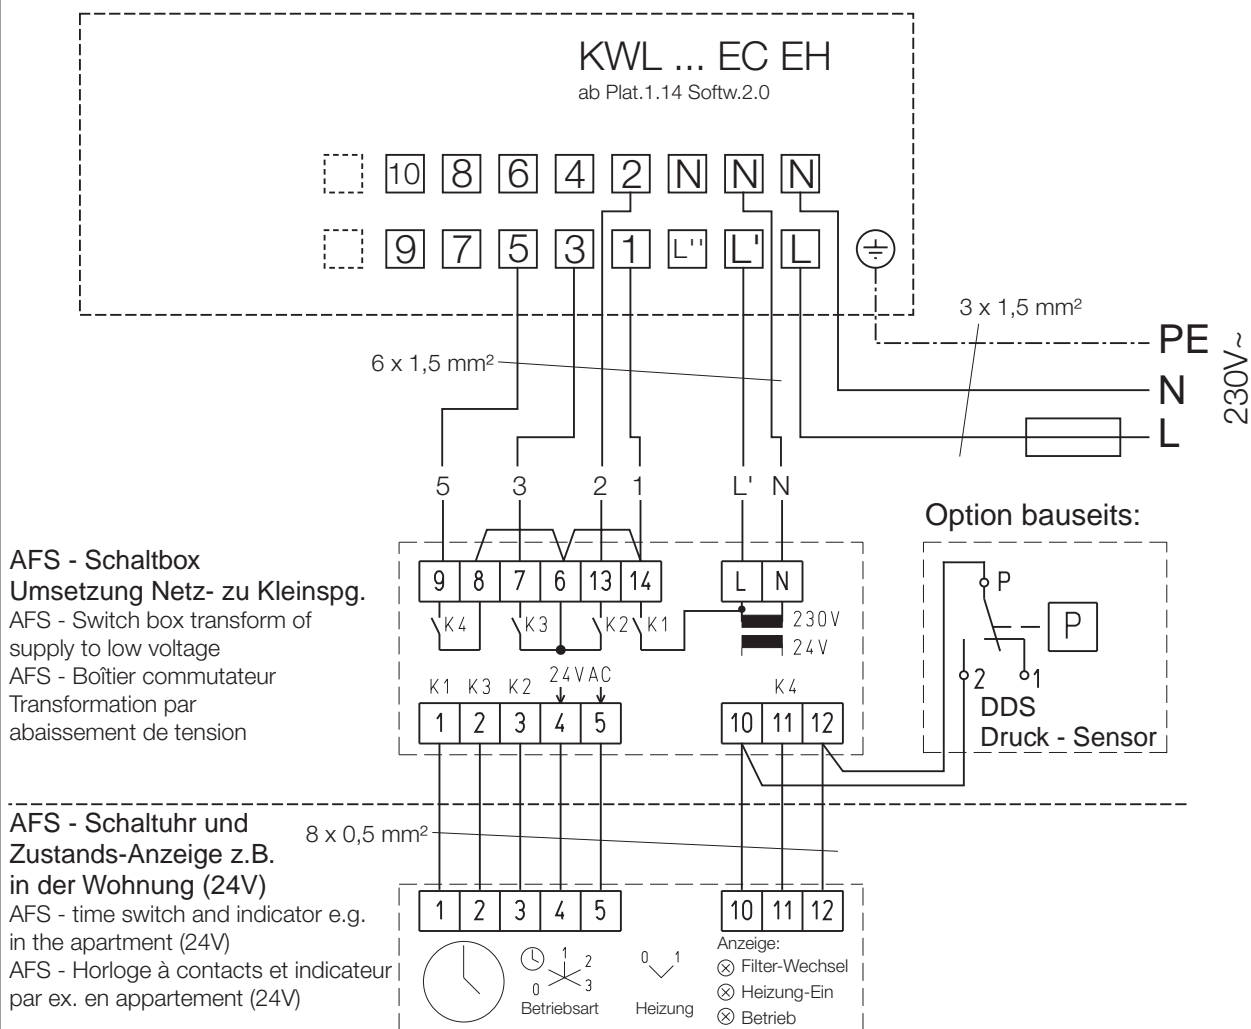 KWL ... EC EH
ab Plat.1.14 Softw.2.0
10 8 6 4 2 N N N
9 7 5 3 1 L'' L' L
3 x 1,5 mm²
PE
N
L
230V~
6 x 1,5 mm²
5 3 2 1 L' N
Option bauseits:
AFS - Schaltbox
Umsetzung Netz- zu Kleinspg.
AFS - Switch box transform of
supply to low voltage
AFS - Boîtier commutateur
Transformation par
abaissement de tension
9 8 7 6 13 14 L N
K4 K3 K2 K1
230V
24V
24VAC
K1 K3 K2 K4
1 2 3 4 5 10 11 12
P
P
2 1
DDS
Druck - Sensor
AFS - Schaltuhr und
Zustands-Anzeige z.B.
in der Wohnung (24V)
AFS - time switch and indicator e.g.
in the apartment (24V)
AFS - Horloge à contacts et indicateur
par ex. en appartement (24V)
8 x 0,5 mm²
1 2 3 4 5 10 11 12
0 1 2 3
Betriebsart
0 1
Heizung
Anzeige:
Filter-Wechsel
Heizung-Ein
Betrieb